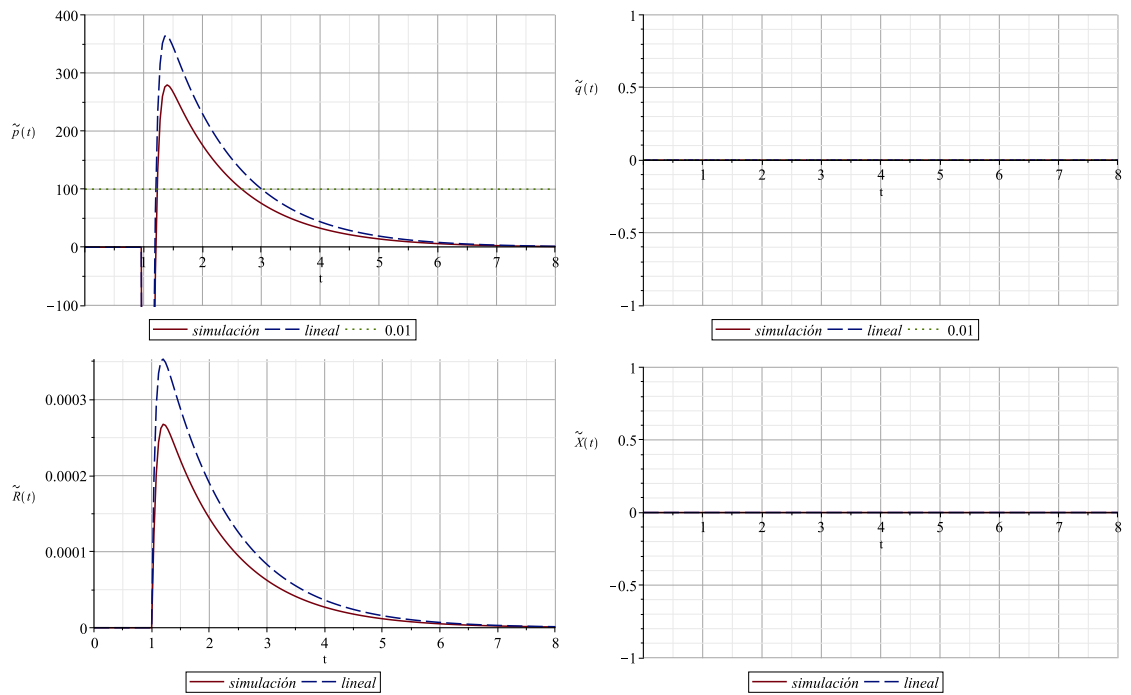 400
300
200
100
0
−100
p̃(t)
1 2 3 4 5 6 7 8
t
simulación lineal 0.01
1
0.5
0
−0.5
−1
q̃(t)
1 2 3 4 5 6 7 8
t
simulación lineal 0.01
0.0003
0.0002
0.0001
0
R̃(t)
0 1 2 3 4 5 6 7 8
t
simulación lineal
1
0.5
0
−0.5
−1
X̃(t)
1 2 3 4 5 6 7 8
t
simulación lineal